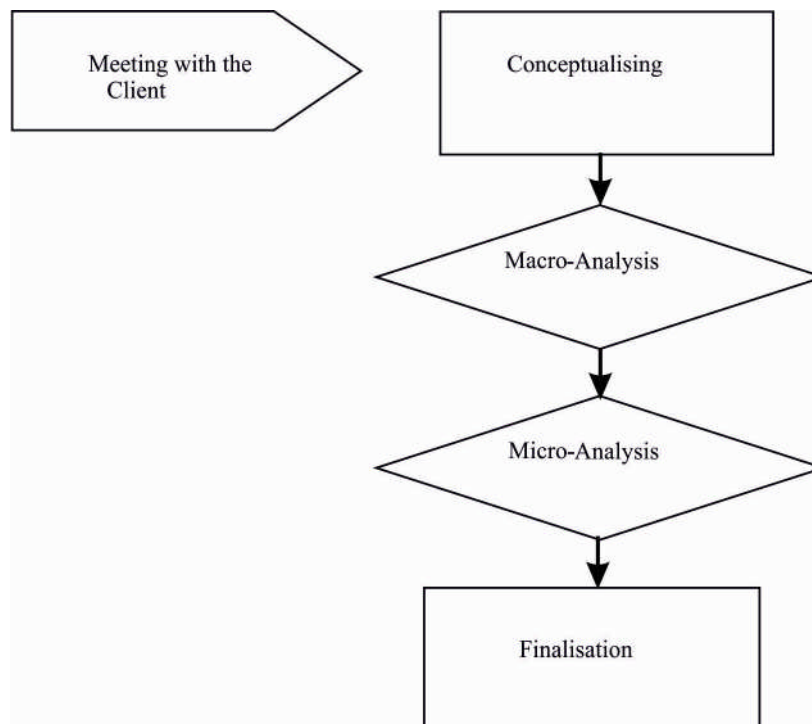 Meeting with the
Client
Conceptualising
Macro-Analysis
Micro-Analysis
Finalisation